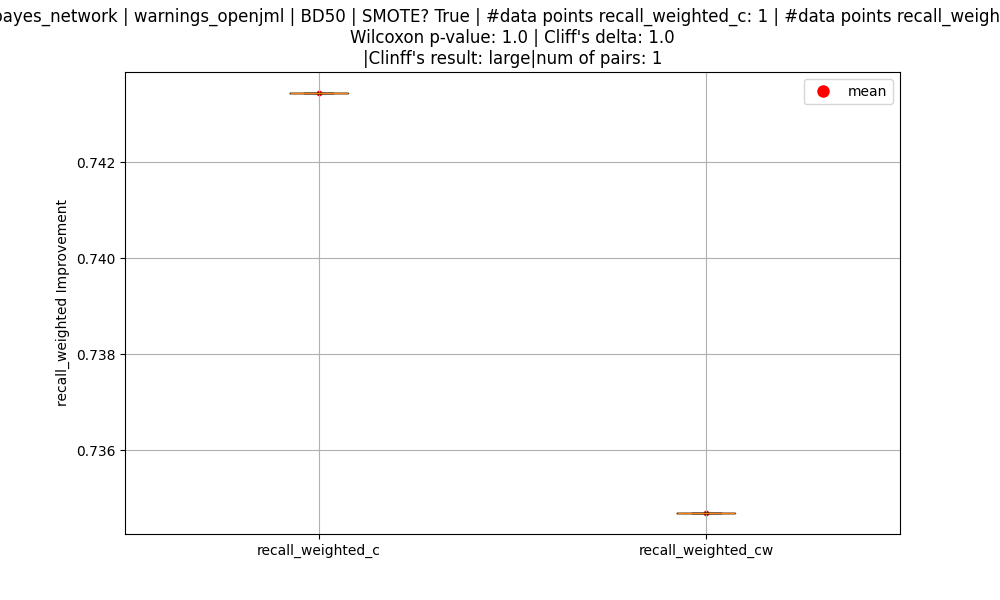 bayes_network | warnings_openjml | BD50 | SMOTE? True | #data points recall_weighted_c: 1 | #data points recall_weigh
Wilcoxon p-value: 1.0 | Cliff's delta: 1.0
|Clinff's result: large|num of pairs: 1
mean
0.742
0.740
0.738
0.736
recall_weighted Improvement
recall_weighted_c
recall_weighted_cw